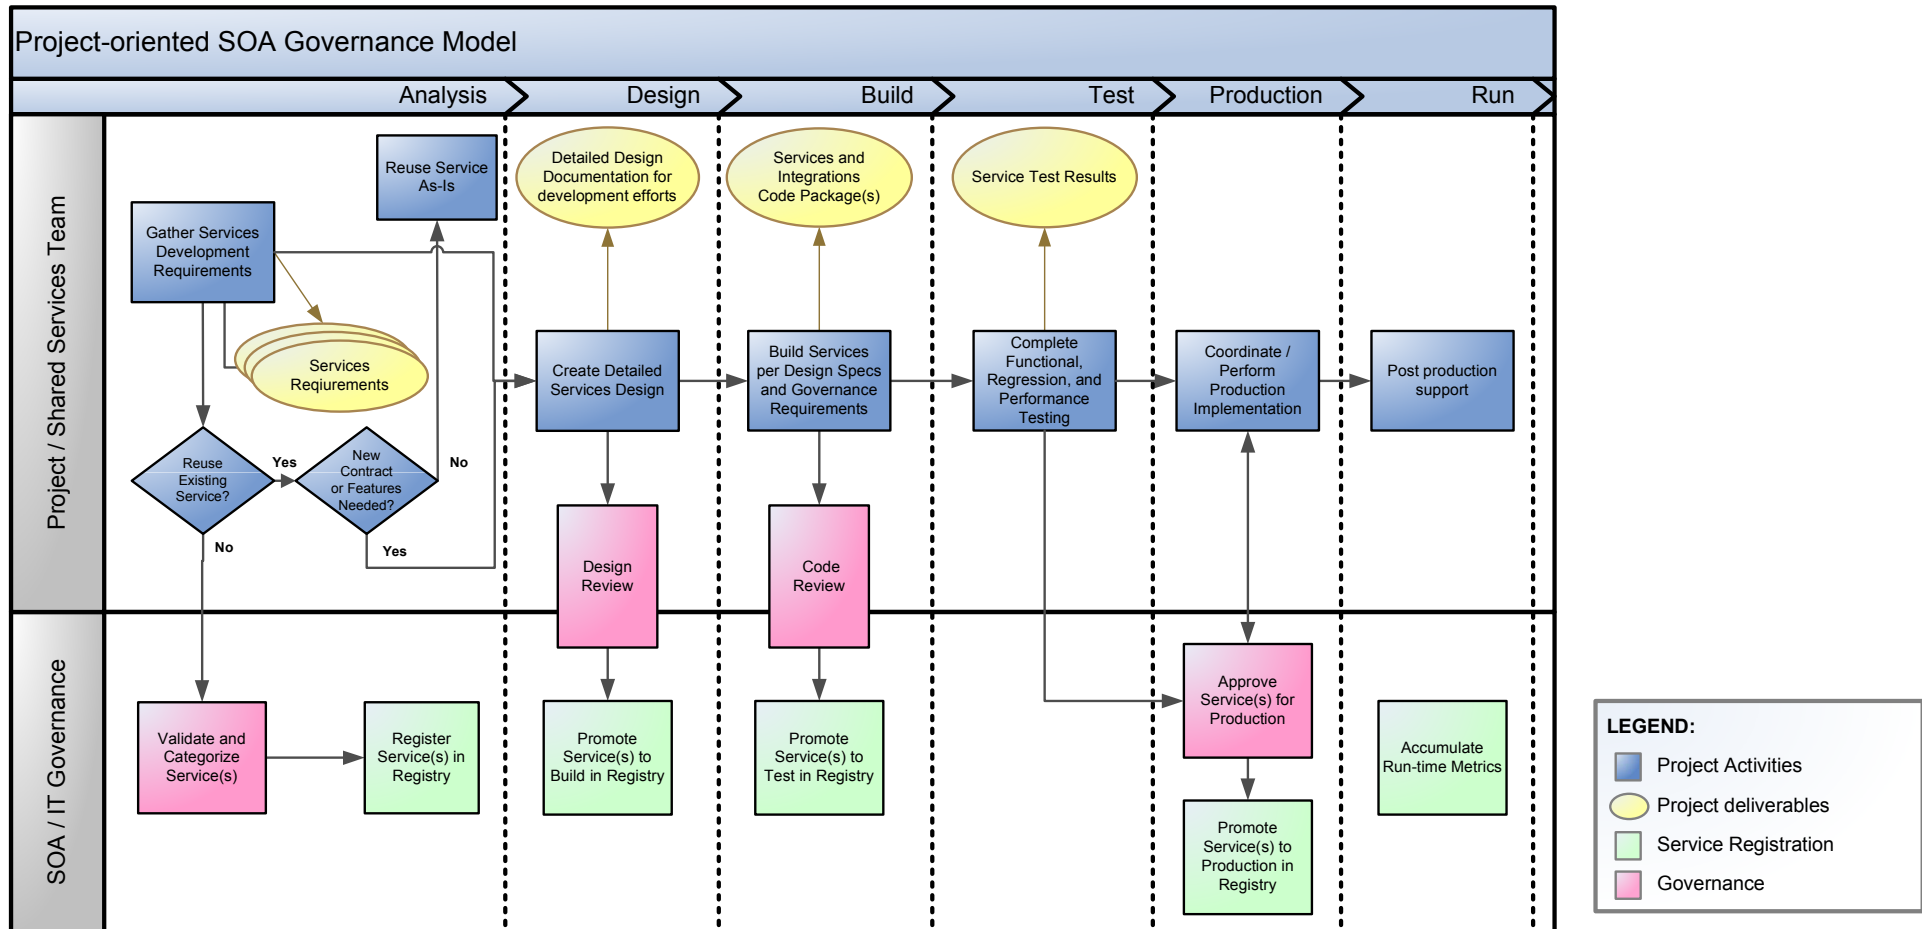 Project-oriented SOA Governance Model
Analysis
Design
Build
Test
Production
Run
Project / Shared Services Team
Gather Services
Development
Requirements
Reuse Service
As-Is
Services
Reqiurements
Reuse
Existing
Service?
Yes
No
New
Contract
or Features
Needed?
No
Yes
Detailed Design
Documentation for
development efforts
Create Detailed
Services Design
Design
Review
Services and
Integrations
Code Package(s)
Build Services
per Design Specs
and Governance
Requirements
Code
Review
Service Test Results
Complete
Functional,
Regression, and
Performance
Testing
Coordinate /
Perform
Production
Implementation
Post production
support
SOA / IT Governance
Validate and
Categorize
Service(s)
Register
Service(s) in
Registry
Promote
Service(s) to
Build in Registry
Promote
Service(s) to
Test in Registry
Approve
Service(s) for
Production
Promote
Service(s) to
Production in
Registry
Accumulate
Run-time Metrics
LEGEND:
Project Activities
Project deliverables
Service Registration
Governance